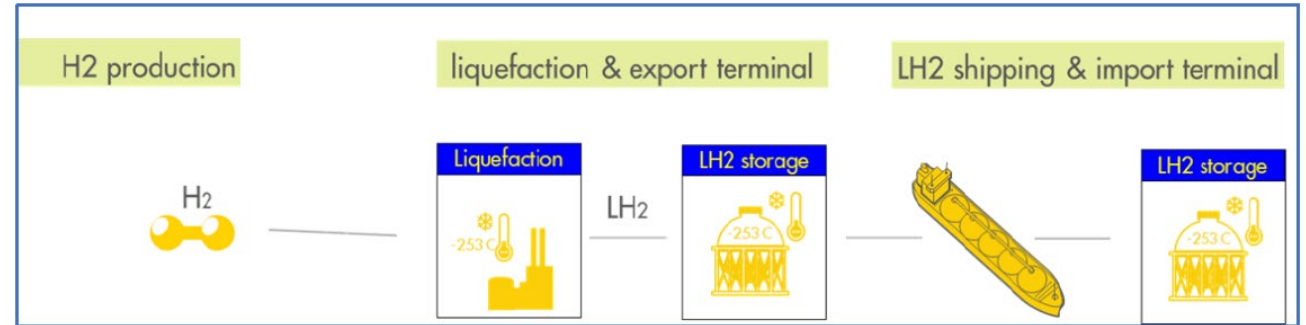 H2 production
liquefaction & export terminal
LH2 shipping & import terminal
H2
Liquefaction
-253 C
LH2
LH2 storage
-253 C
LH2 storage
-253 C